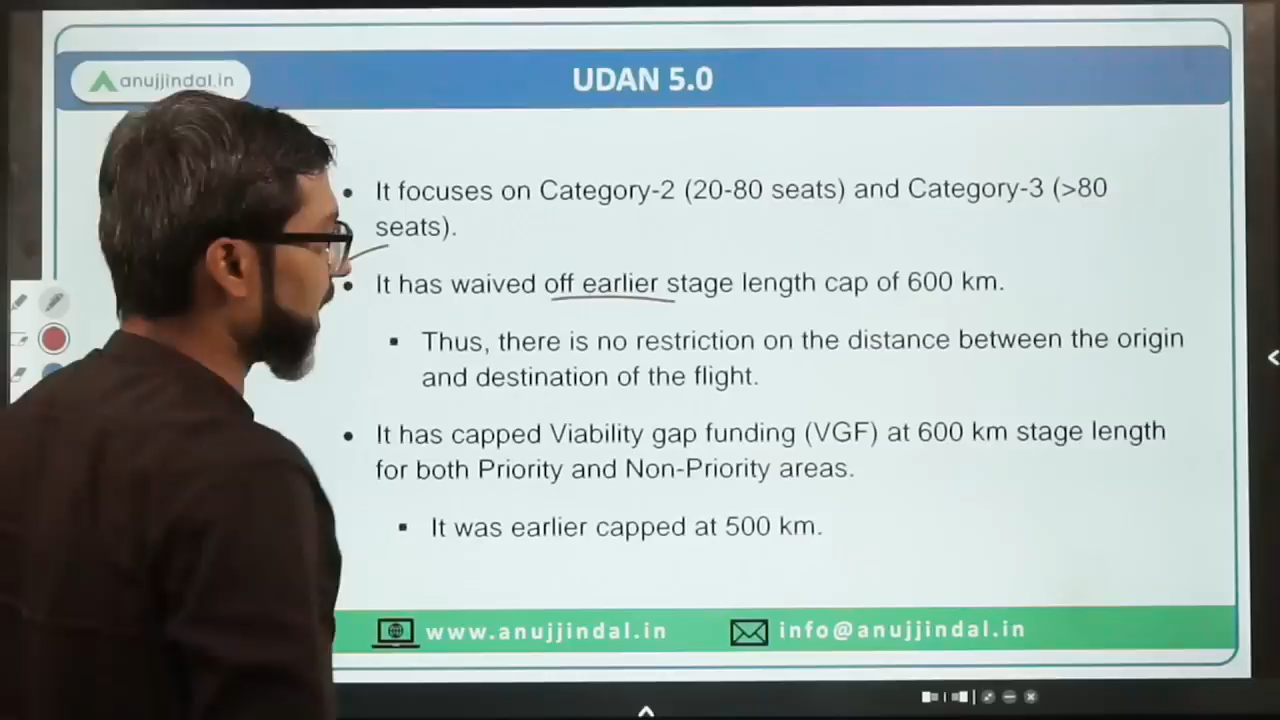 anujjindal.in
UDAN 5.0
• It focuses on Category-2 (20-80 seats) and Category-3 (>80
seats).
• It has waived off earlier stage length cap of 600 km.
▪ Thus, there is no restriction on the distance between the origin
and destination of the flight.
• It has capped Viability gap funding (VGF) at 600 km stage length
for both Priority and Non-Priority areas.
▪ It was earlier capped at 500 km.
www.anujjindal.in
info@anujjindal.in